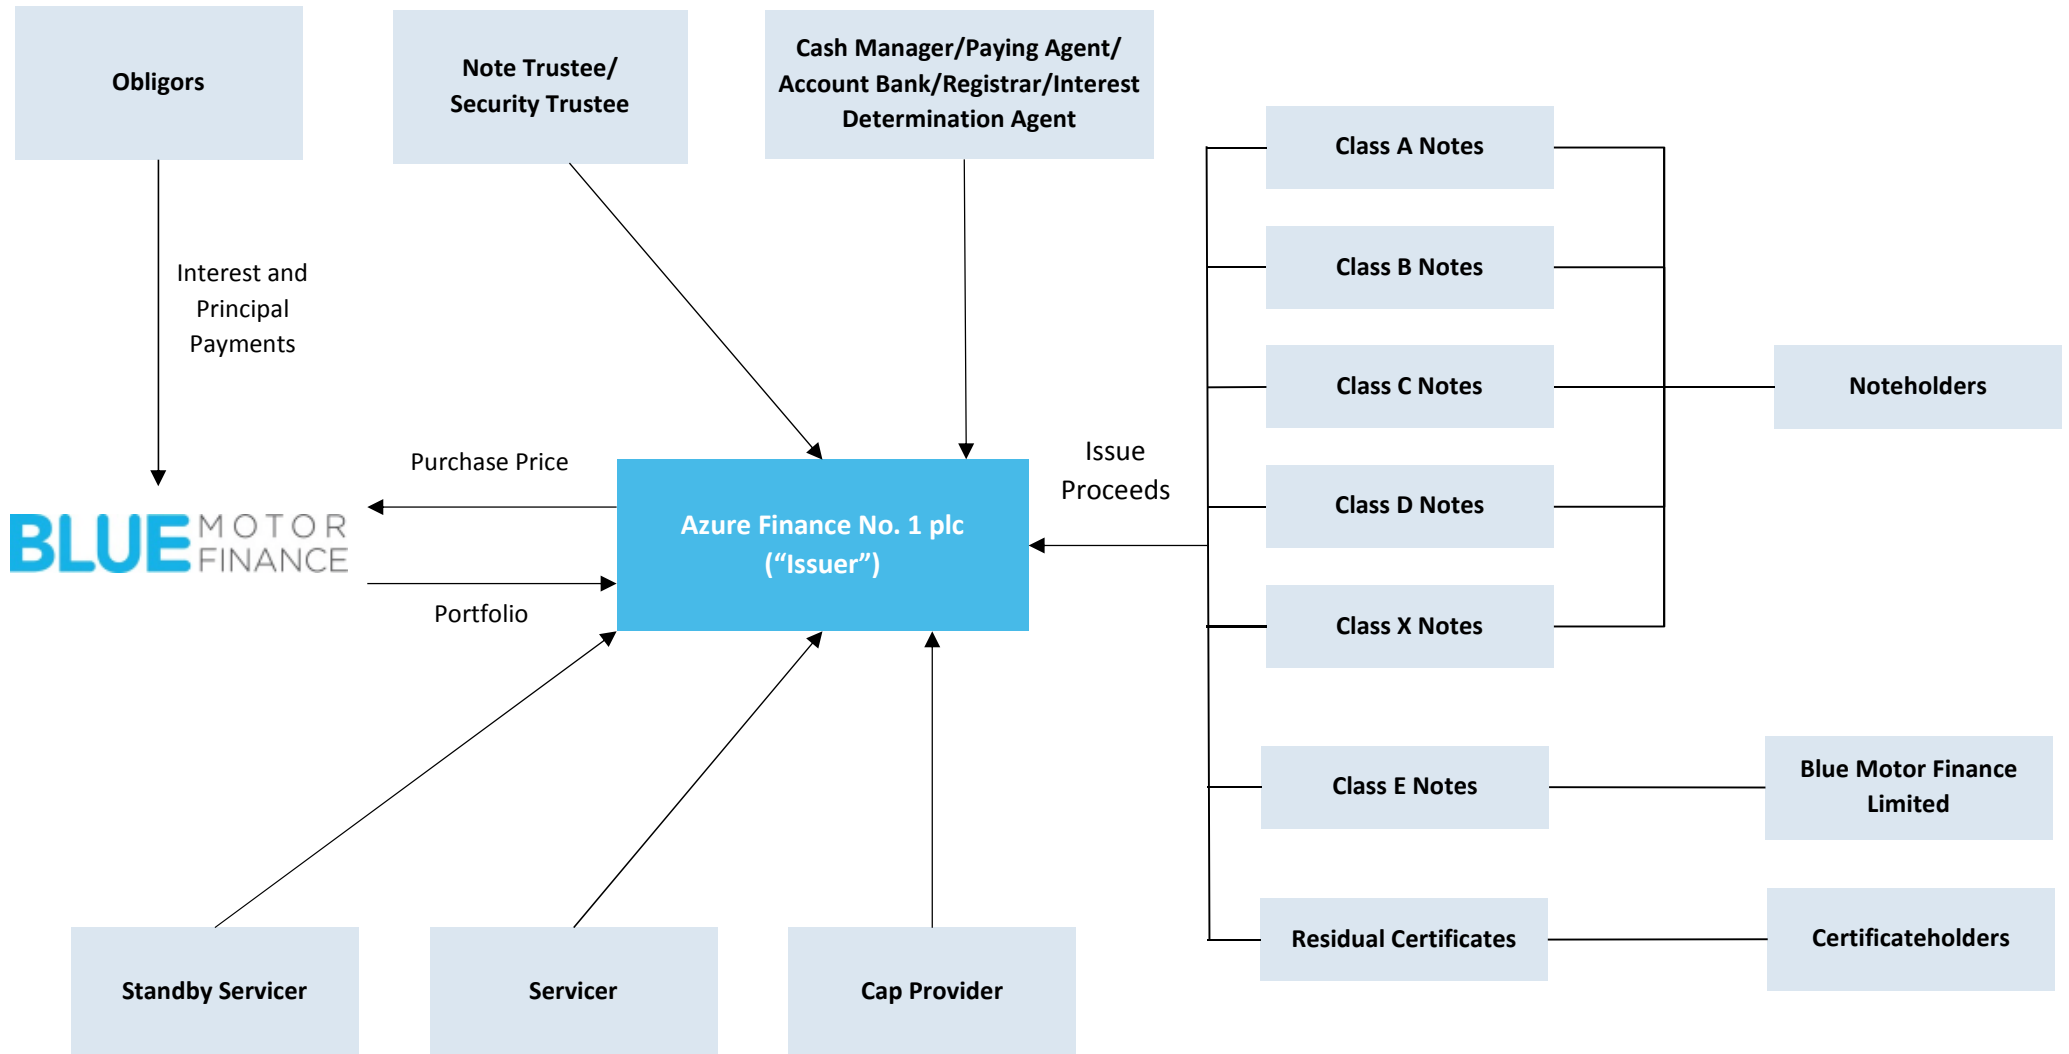 Obligors
Note Trustee/
Security Trustee
Cash Manager/Paying Agent/
Account Bank/Registrar/Interest
Determination Agent
Class A Notes
Class B Notes
Class C Notes
Class D Notes
Class X Notes
Class E Notes
Residual Certificates
Noteholders
Blue Motor Finance
Limited
Certificateholders
Interest and
Principal
Payments
Purchase Price
Issue
Proceeds
BLUE MOTOR
FINANCE
Azure Finance No. 1 plc
(“Issuer”)
Portfolio
Standby Servicer
Servicer
Cap Provider